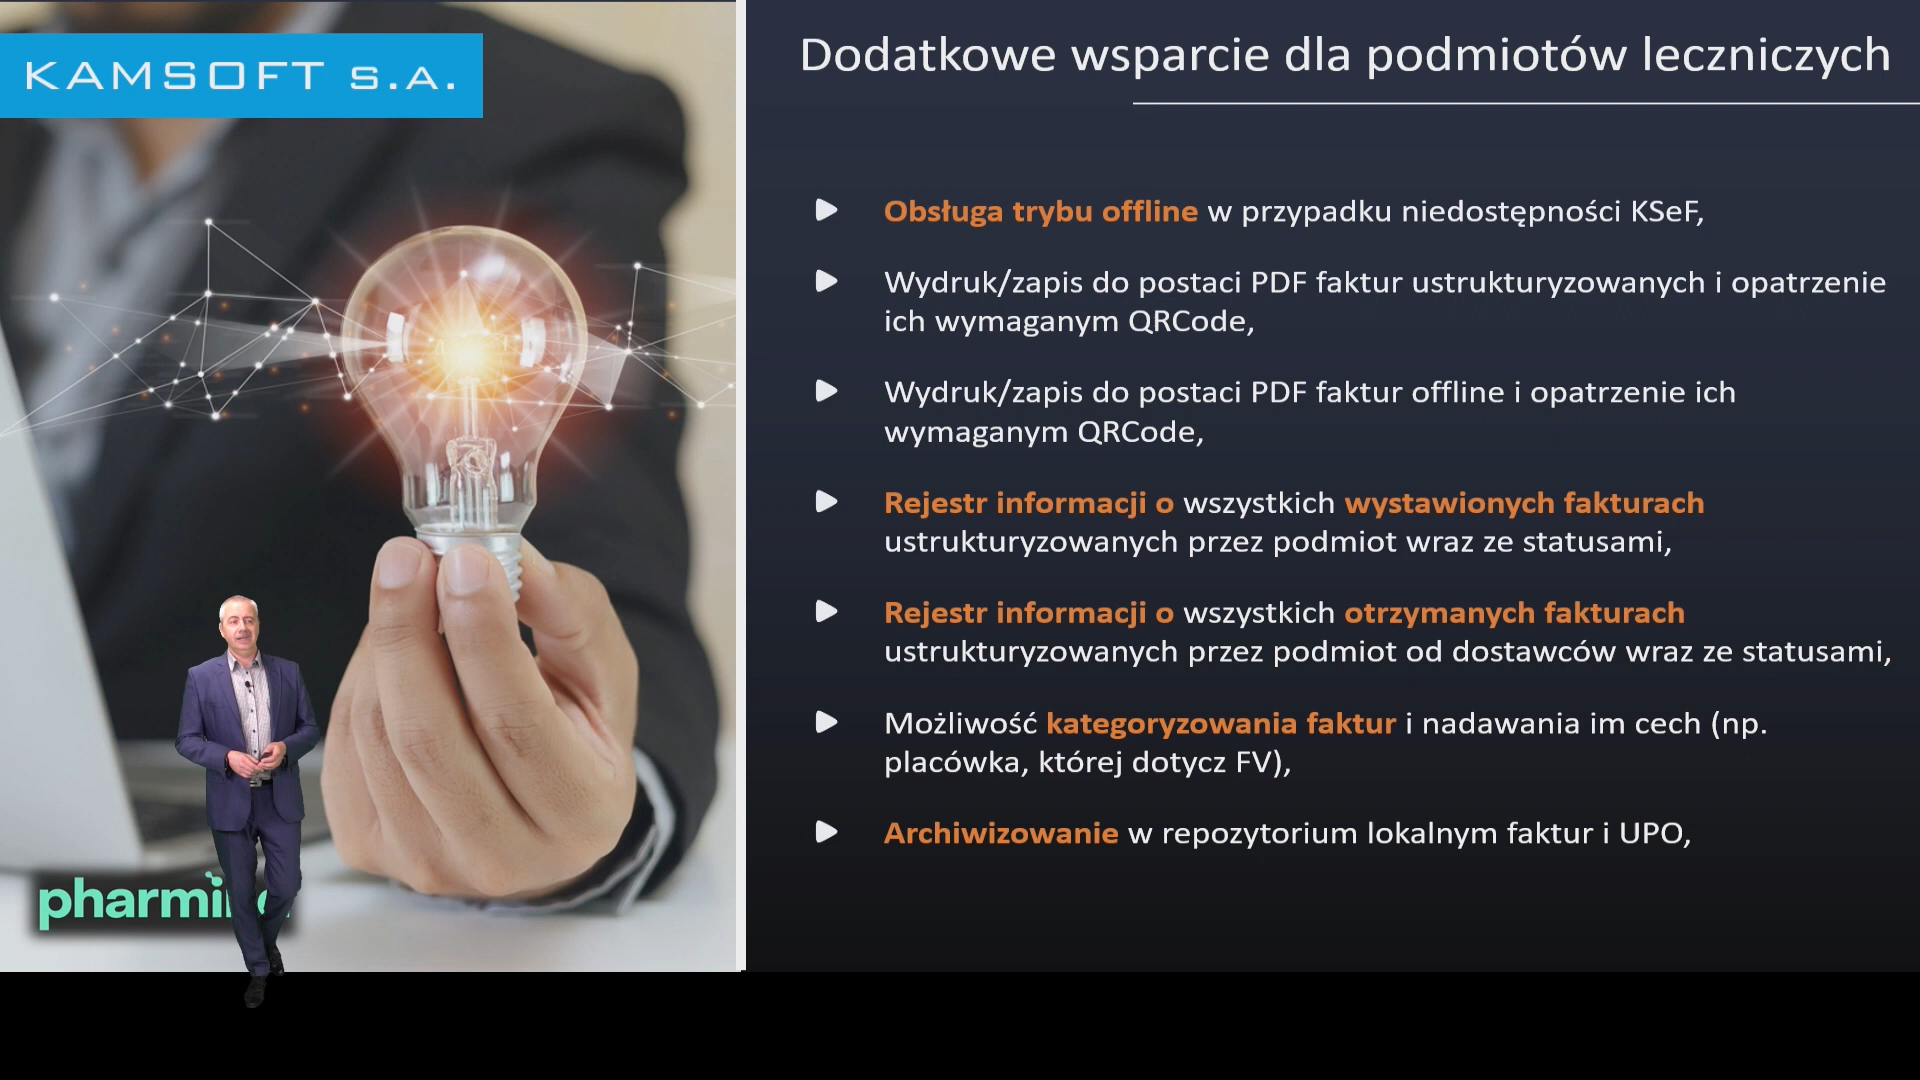 KAMSOFT S.A.
Dodatkowe wsparcie dla podmiotów leczniczych
Obsługa trybu offline w przypadku niedostępności KSeF,
Wydruk/zapis do postaci PDF faktur ustrukturyzowanych i opatrzenie
ich wymaganym QRCode,
Wydruk/zapis do postaci PDF faktur offline i opatrzenie ich
wymaganym QRCode,
Rejestr informacji o wszystkich wystawionych fakturach
ustrukturyzowanych przez podmiot wraz ze statusami,
Rejestr informacji o wszystkich otrzymanych fakturach
ustrukturyzowanych przez podmiot od dostawców wraz ze statusami,
Możliwość kategoryzowania faktur i nadawania im cech (np.
placówka, której dotycz FV),
Archiwizowanie w repozytorium lokalnym faktur i UPO,